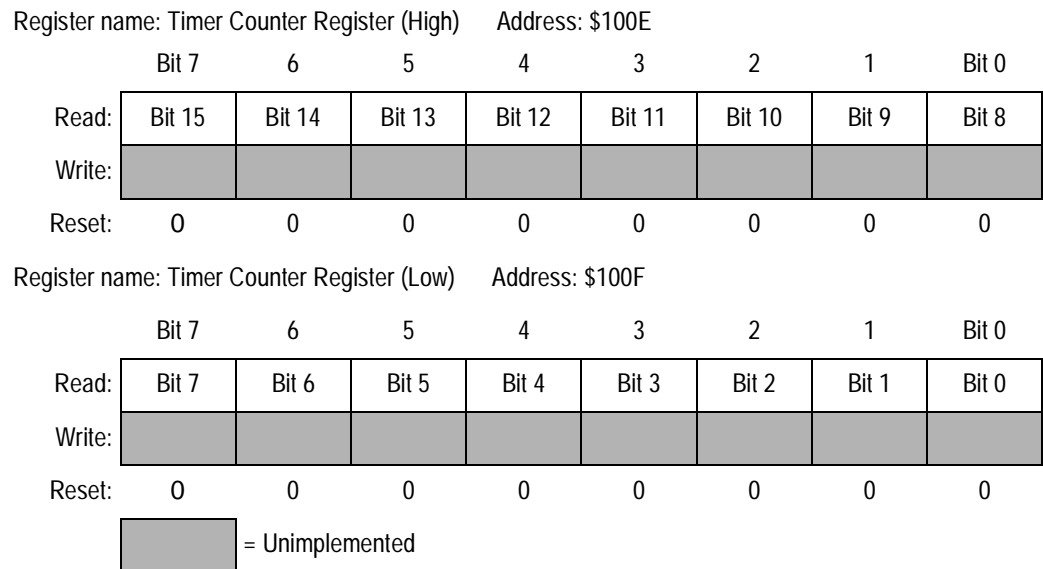 Register name: Timer Counter Register (High) Address: $100E
Bit 7 6 5 4 3 2 1 Bit 0
Read: Bit 15 Bit 14 Bit 13 Bit 12 Bit 11 Bit 10 Bit 9 Bit 8
Write:
Reset: 0 0 0 0 0 0 0 0
Register name: Timer Counter Register (Low) Address: $100F
Bit 7 6 5 4 3 2 1 Bit 0
Read: Bit 7 Bit 6 Bit 5 Bit 4 Bit 3 Bit 2 Bit 1 Bit 0
Write:
Reset: 0 0 0 0 0 0 0 0
= Unimplemented